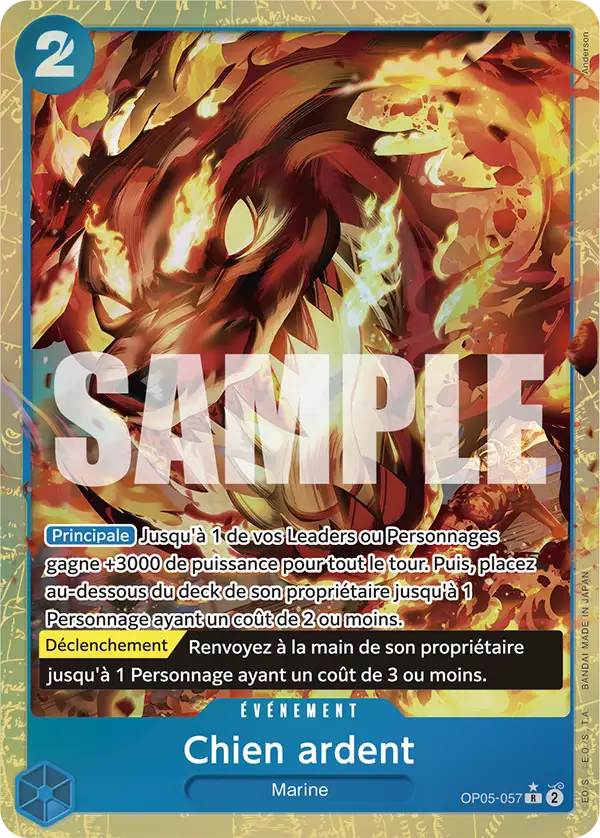 2
Anderson
SAMPLE
Principale Jusqu'à 1 de vos Leaders ou Personnages
gagne +3000 de puissance pour tout le tour. Puis, placez
au-dessous du deck de son propriétaire jusqu'à 1
Personnage ayant un coût de 2 ou moins.
Déclenchement Renvoyez à la main de son propriétaire
jusqu'à 1 Personnage ayant un coût de 3 ou moins.
©E.O./S. ©E.O./S., T.A. BANDAI MADE IN JAPAN
ÉVÉNEMENT
Chien ardent
Marine
OP05-057 R 2